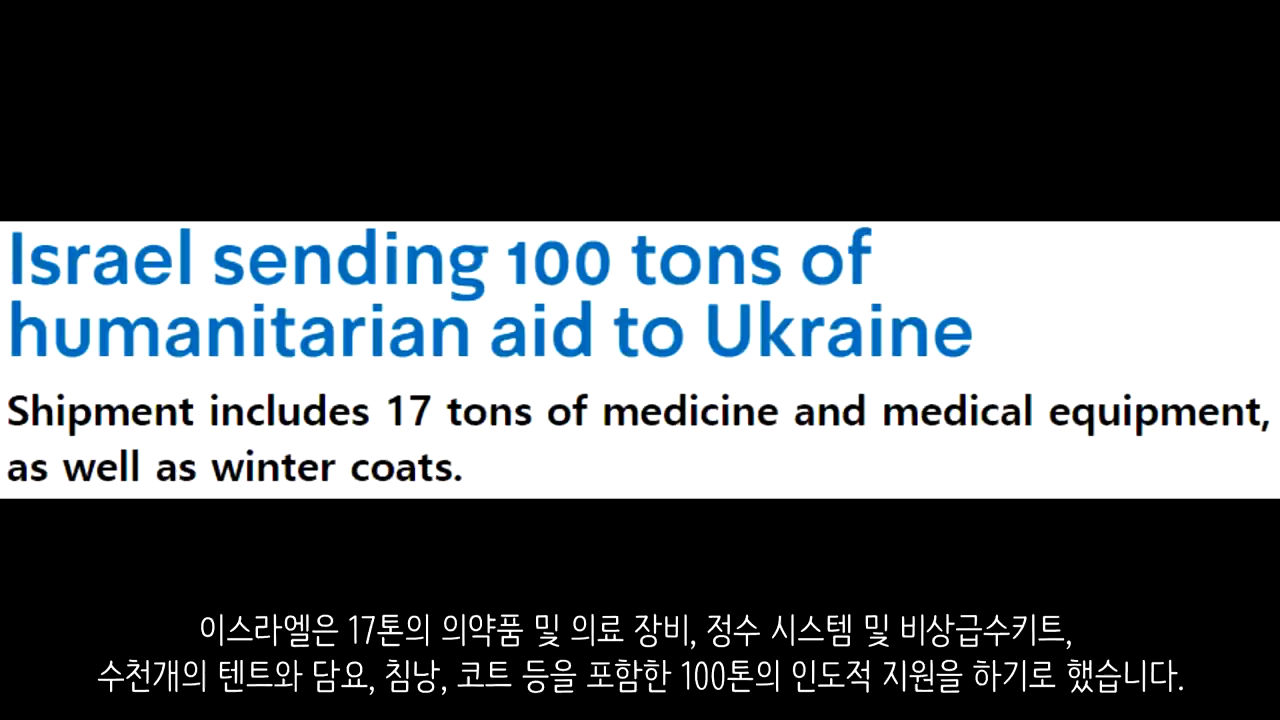 Israel sending 100 tons of
humanitarian aid to Ukraine
Shipment includes 17 tons of medicine and medical equipment,
as well as winter coats.
이스라엘은 17톤의 의약품 및 의료 장비, 정수 시스템 및 비상급수키트,
수천개의 텐트와 담요, 침낭, 코트 등을 포함한 100톤의 인도적 지원을 하기로 했습니다.